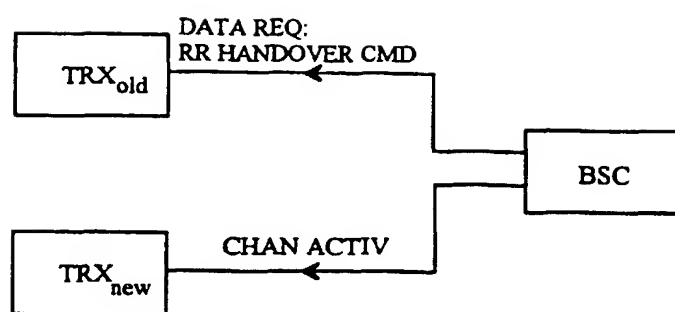 DATA REQ:
RR HANDOVER CMD
TRXold
BSC
CHAN ACTIV
TRXnew